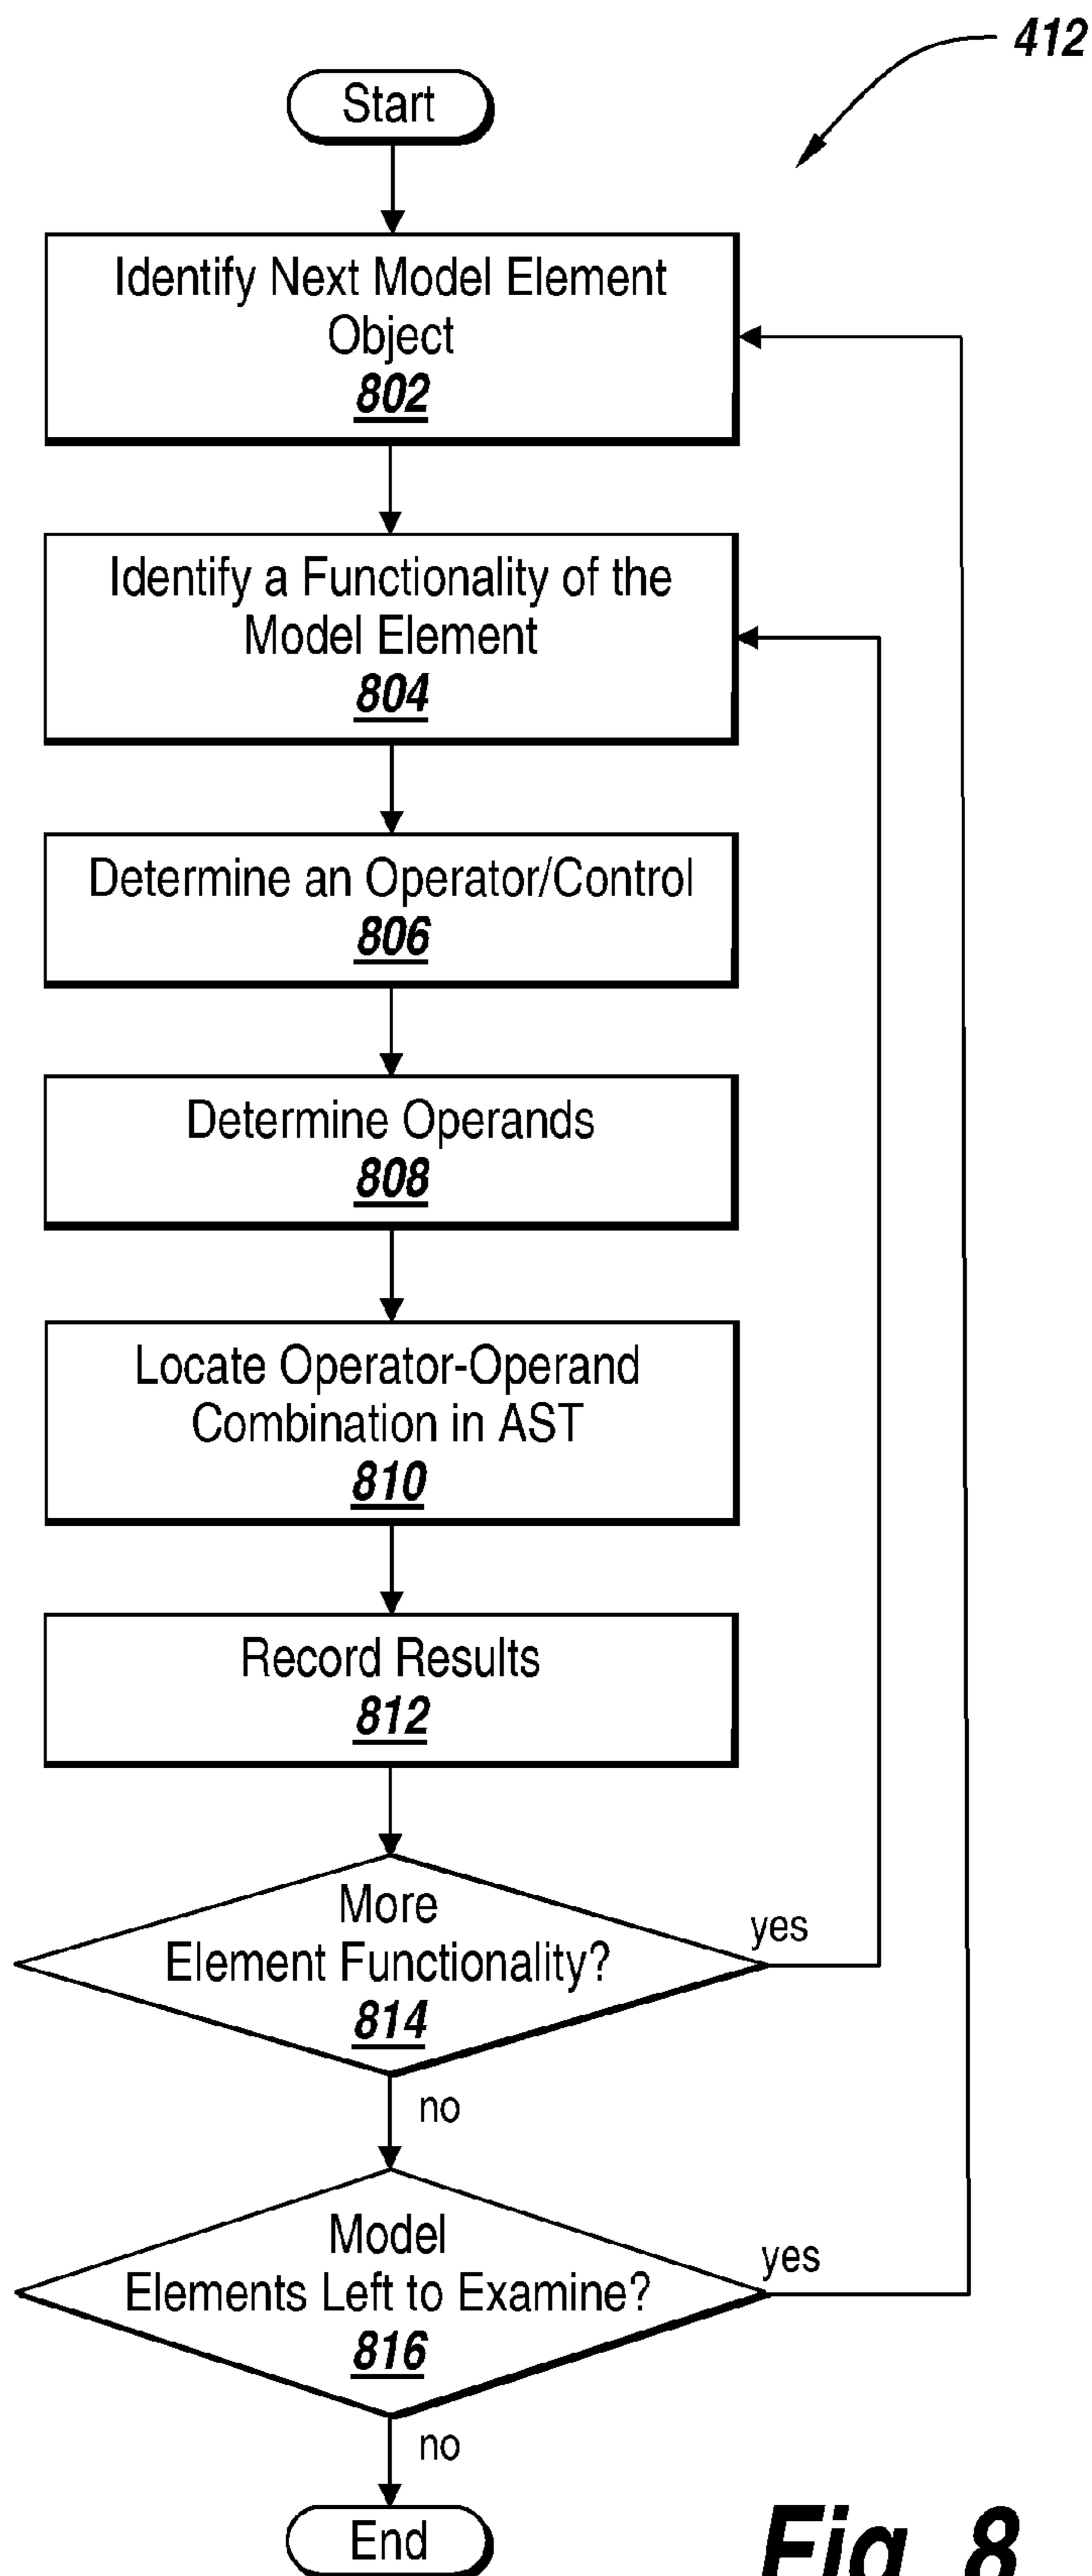 412
Start
Identify Next Model Element
Object
802
Identify a Functionality of the
Model Element
804
Determine an Operator/Control
806
Determine Operands
808
Locate Operator-Operand
Combination in AST
810
Record Results
812
More
Element Functionality?
814
yes
no
Model
Elements Left to Examine?
816
yes
no
End
Fig. 8